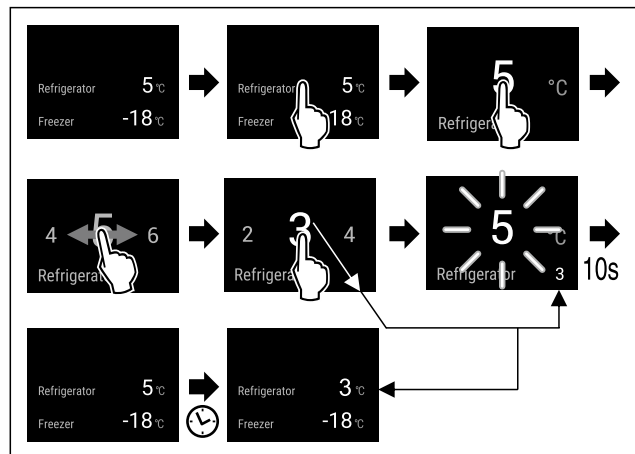 Refrigerator 5 °C
Freezer -18 °C
Refrigerator 5 °C
Freezer 18 °C
5 °C
Refrigera
4 5 6
Refrigerat
2 3 4
Refrigera
5 °C
Refrigerator 3
10s
Refrigerator 5 °C
Freezer -18 °C
Refrigerator 3 °C
Freezer -18 °C